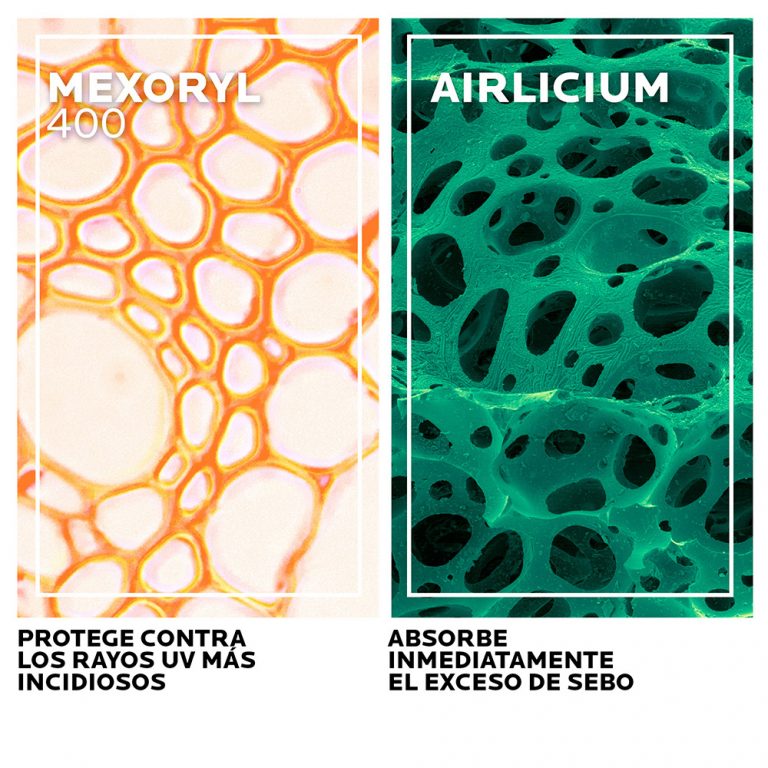 MEXORYL
400
PROTEGE CONTRA
LOS RAYOS UV MÁS
INCIDIOSOS
AIRLICIUM
ABSORBE
INMEDIATAMENTE
EL EXCESO DE SEBO